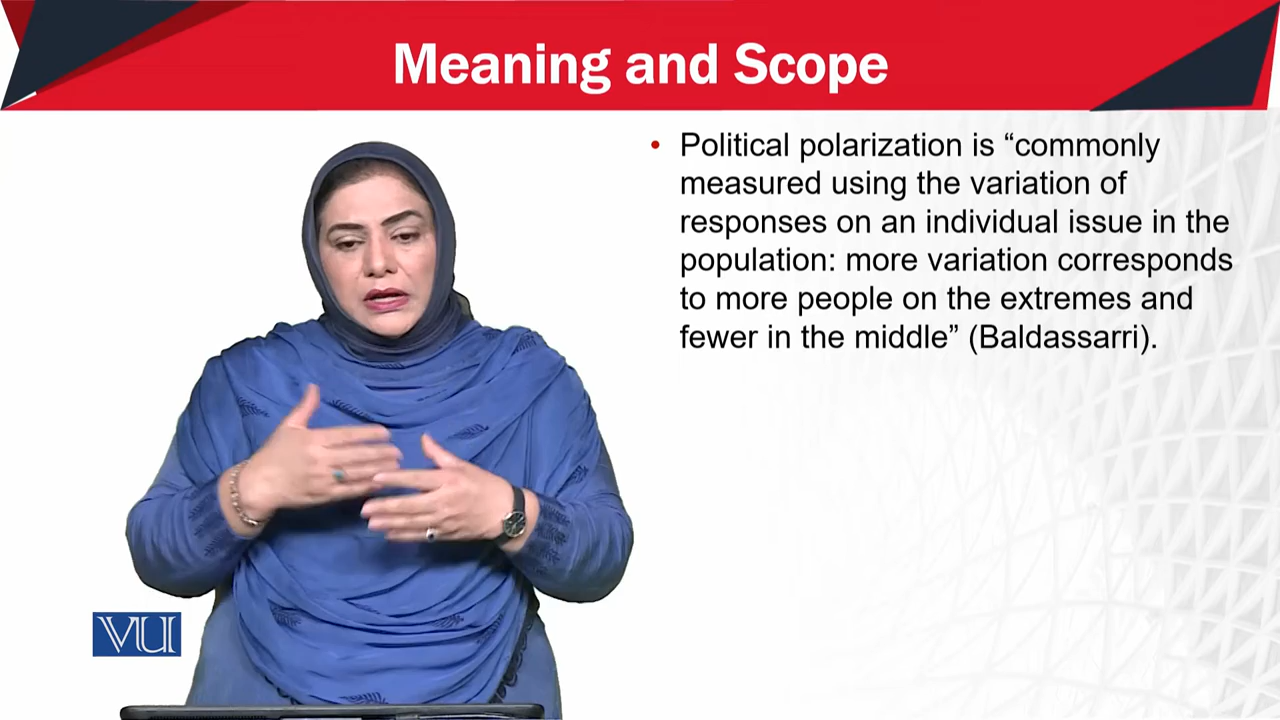 Meaning and Scope
• Political polarization is “commonly
measured using the variation of
responses on an individual issue in the
population: more variation corresponds
to more people on the extremes and
fewer in the middle” (Baldassarri).
VU